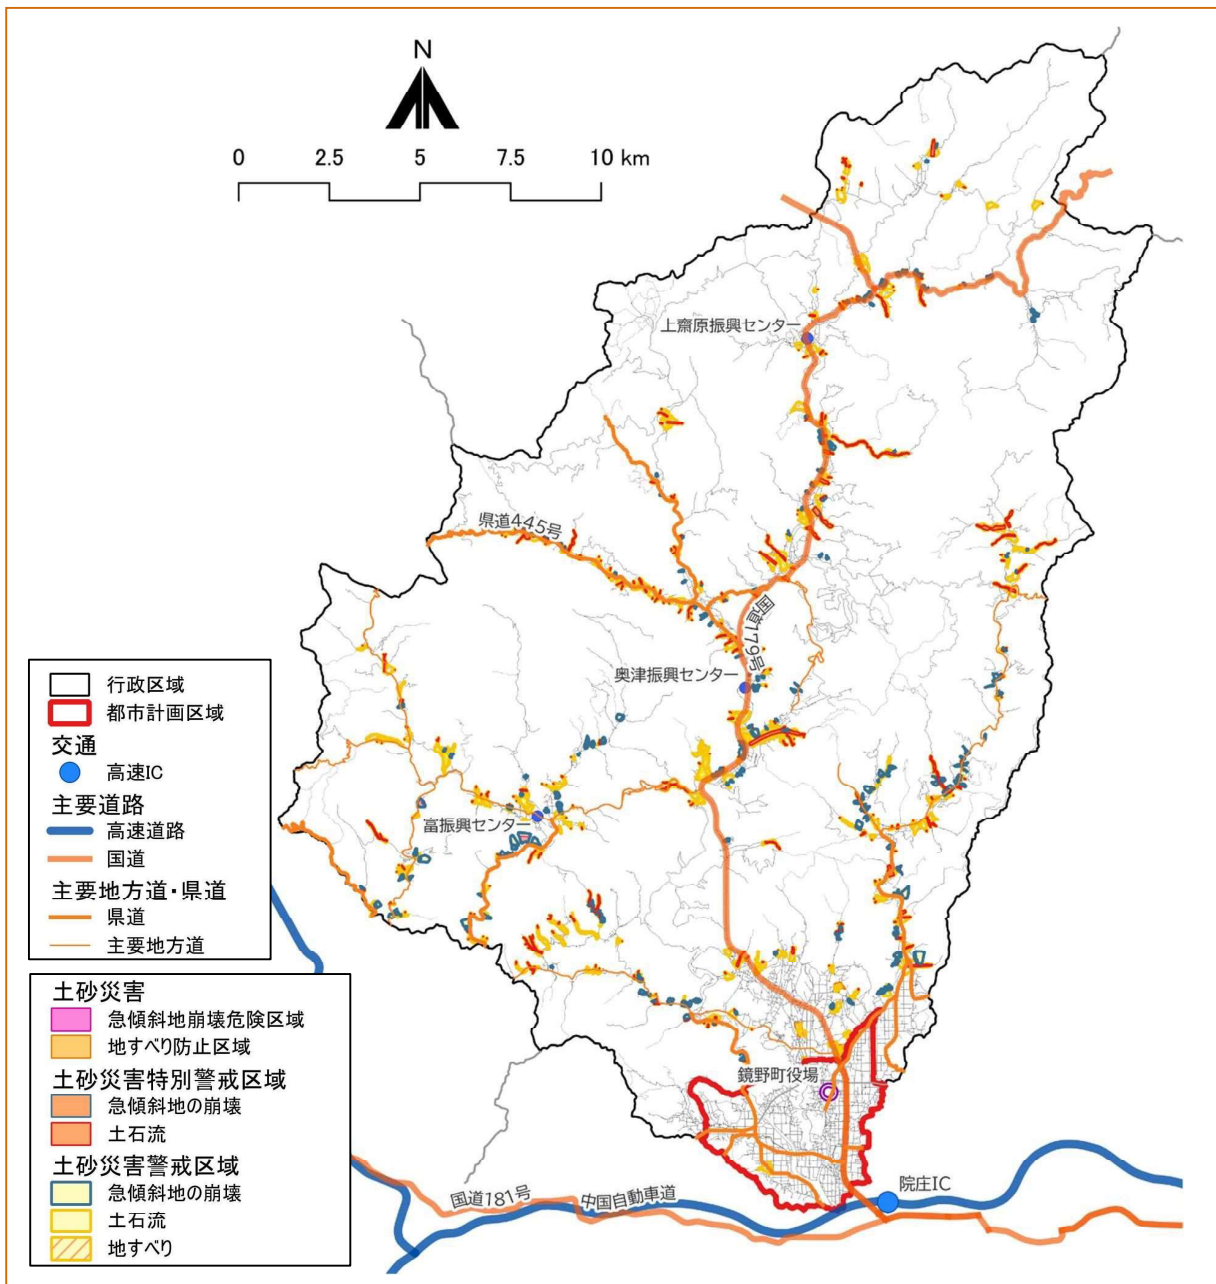 N
0 2.5 5 7.5 10 km
上齋原振興センター
県道445号
国道179号
奥津振興センター
富振興センター
鏡野町役場
院庄IC
国道181号
中国自動車道
行政区域
都市計画区域
交通
高速IC
主要道路
高速道路
国道
主要地方道・県道
県道
主要地方道
土砂災害
急傾斜地崩壊危険区域
地すべり防止区域
土砂災害特別警戒区域
急傾斜地の崩壊
土石流
土砂災害警戒区域
急傾斜地の崩壊
土石流
地すべり